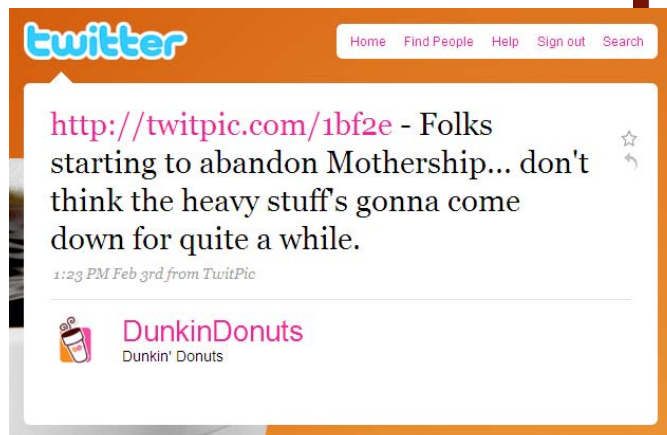 twitter
Home Find People Help Sign out Search
http://twitpic.com/1bf2e - Folks
starting to abandon Mothership... don't
think the heavy stuff's gonna come
down for quite a while.
1:23 PM Feb 3rd from TwitPic
DunkinDonuts
Dunkin' Donuts